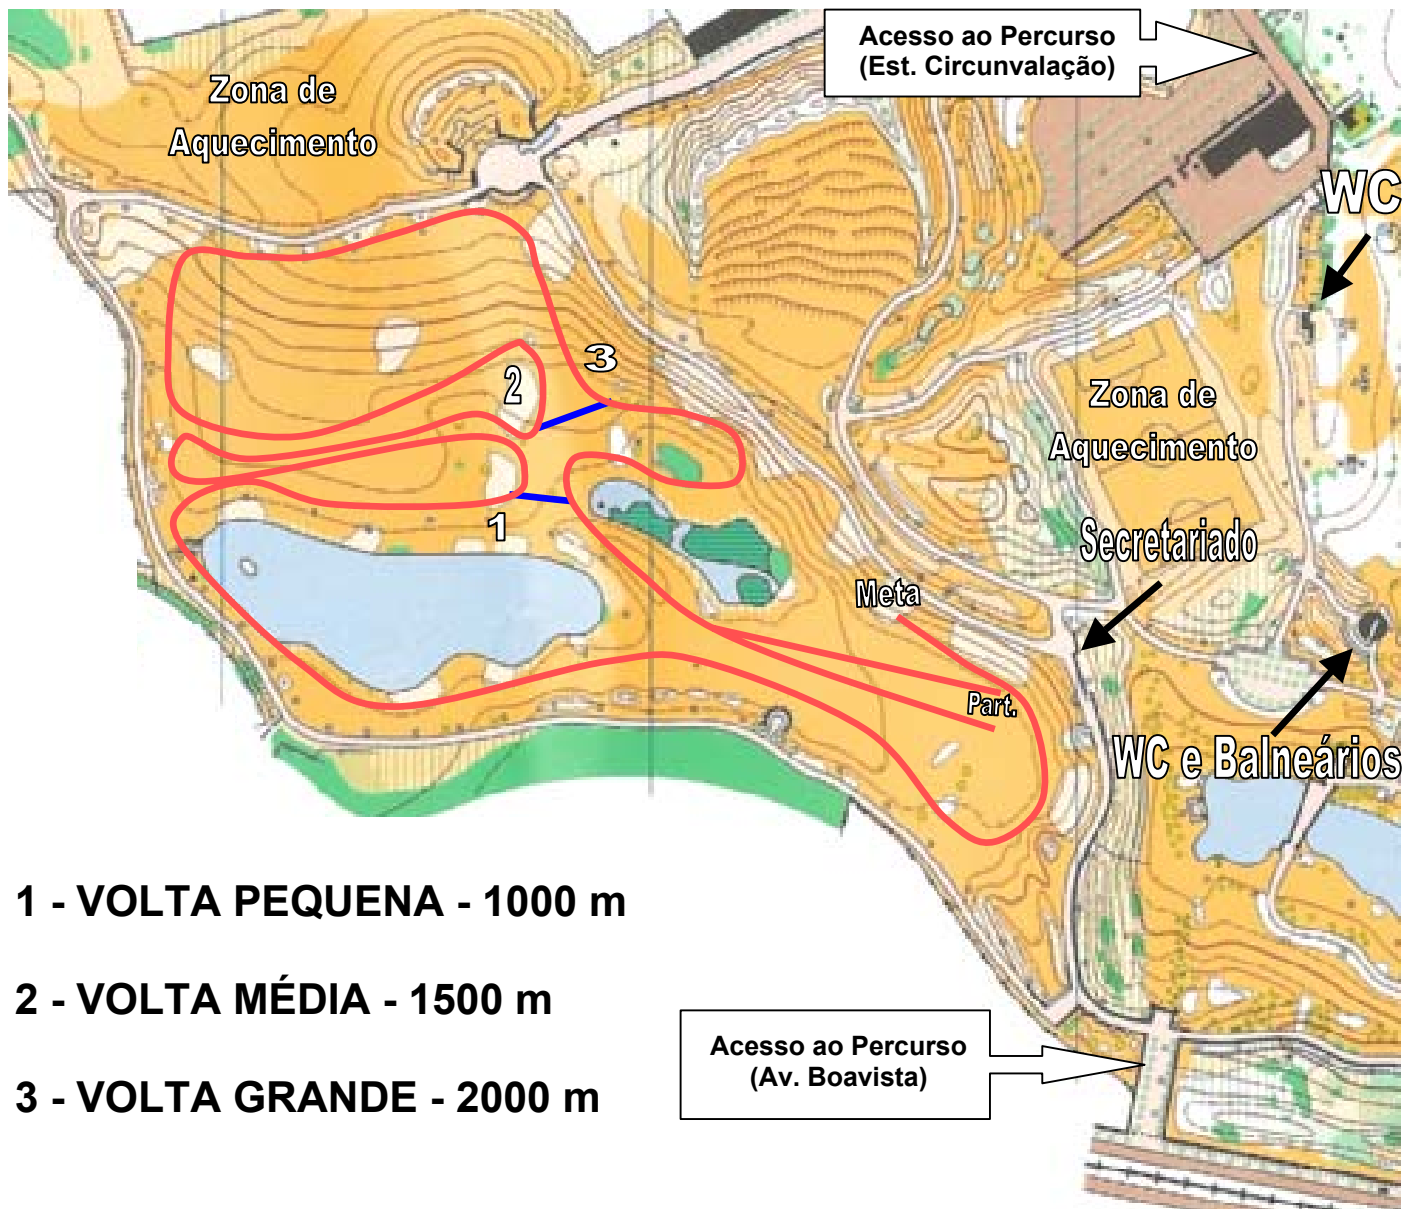 Acesso ao Percurso
(Est. Circunvalação)
Zona de
Aquecimento
WC
3
2
Zona de
Aquecimento
1
Secretariado
Meta
Part.
WC e Balneários
1 - VOLTA PEQUENA - 1000 m
2 - VOLTA MÉDIA - 1500 m
3 - VOLTA GRANDE - 2000 m
Acesso ao Percurso
(Av. Boavista)